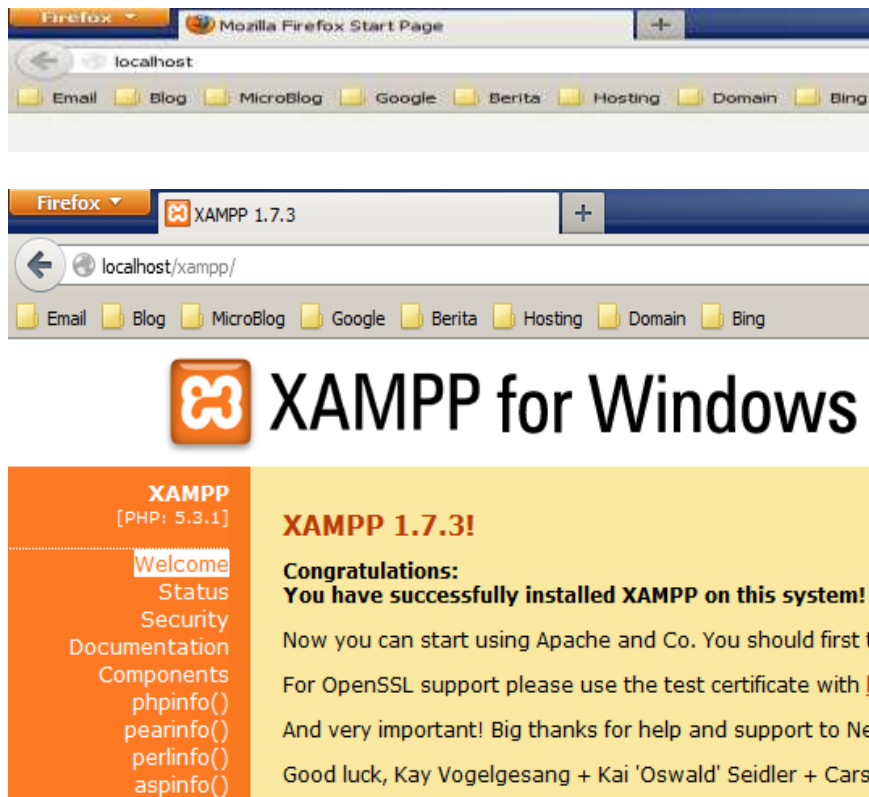 Firefox
Mozilla Firefox Start Page
localhost
Email Blog MicroBlog Google Berita Hosting Domain Bing
Firefox
XAMPP 1.7.3
localhost/xampp/
Email Blog MicroBlog Google Berita Hosting Domain Bing
XAMPP for Windows
XAMPP
[PHP: 5.3.1]
Welcome
Status
Security
Documentation
Components
phpinfo()
pearinfo()
perlinfo()
aspinfo()
XAMPP 1.7.3!
Congratulations:
You have successfully installed XAMPP on this system!
Now you can start using Apache and Co. You should first
For OpenSSL support please use the test certificate with
And very important! Big thanks for help and support to
Good luck, Kay Vogelgesang + Kai 'Oswald' Seidler +